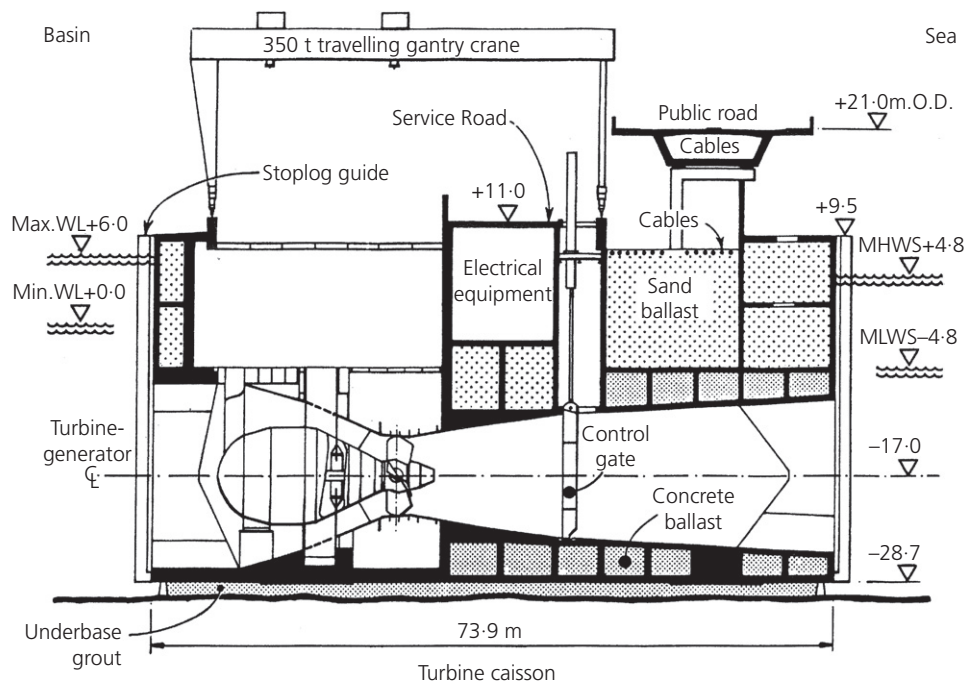 Basin
350 t travelling gantry crane
Sea
Service Road
Public road
+21·0m.O.D.
Cables
Stoplog guide
+11·0
Cables
+9·5
Max.WL+6·0
MHWS+4·8
Electrical
equipment
Sand
ballast
Min.WL+0·0
MLWS–4·8
Turbine-
generator
℄
Control
gate
–17·0
Concrete
ballast
–28·7
Underbase
grout
73·9 m
Turbine caisson